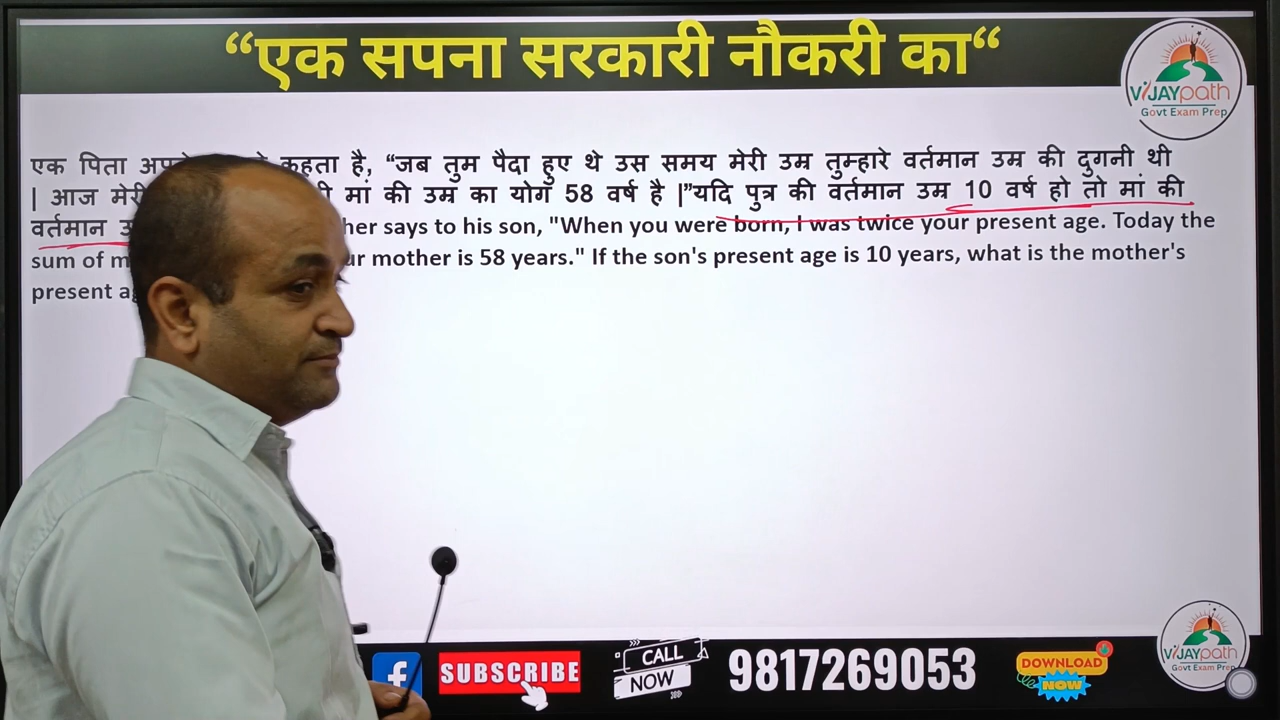 “एक सपना सरकारी नौकरी का“
VIJAYpath
Govt Exam Prep
एक पिता कहता है, “जब तुम पैदा हुए थे उस समय मेरी उम्र तुम्हारे वर्तमान उम्र की दुगनी थी
| आज मां की उम्र का योग 58 वर्ष है |”यदि पुत्र की वर्तमान उम्र 10 वर्ष हो तो मां की
वर्तमान says to his son, "When you were born, I was twice your present age. Today the
sum of mother is 58 years." If the son's present age is 10 years, what is the mother's
present
SUBSCRIBE
CALL
NOW
9817269053
DOWNLOAD
NOW
VIJAYpath
Govt Exam Prep